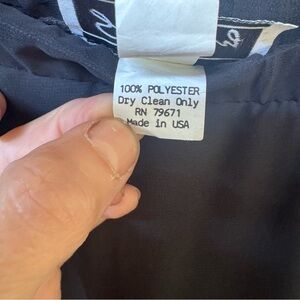 100% POLYESTER
Dry Clean Only
RN 79671
Made in USA